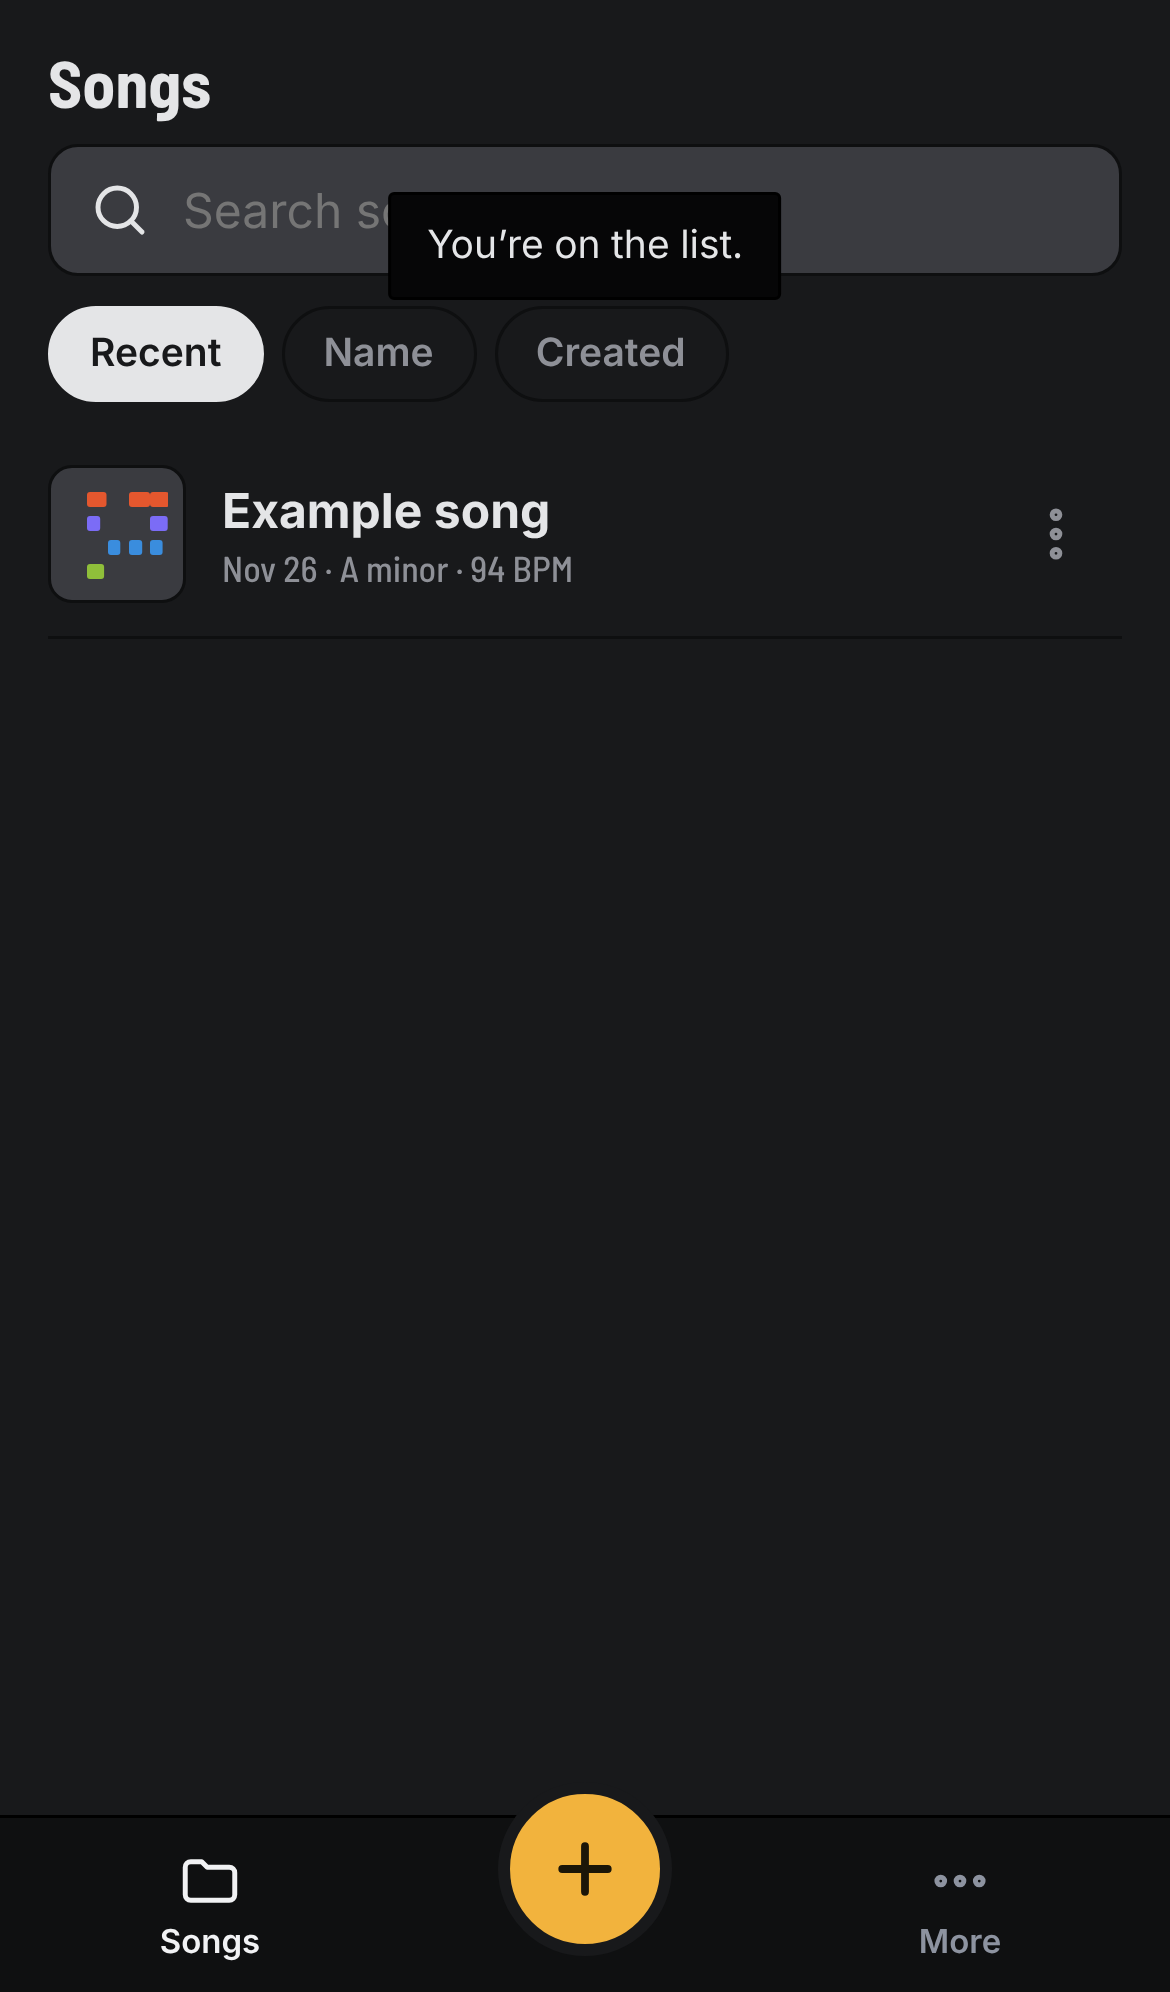 Songs
Search
You’re on the list.
Recent
Name
Created
Example song
Nov 26 · A minor · 94 BPM
Songs
More